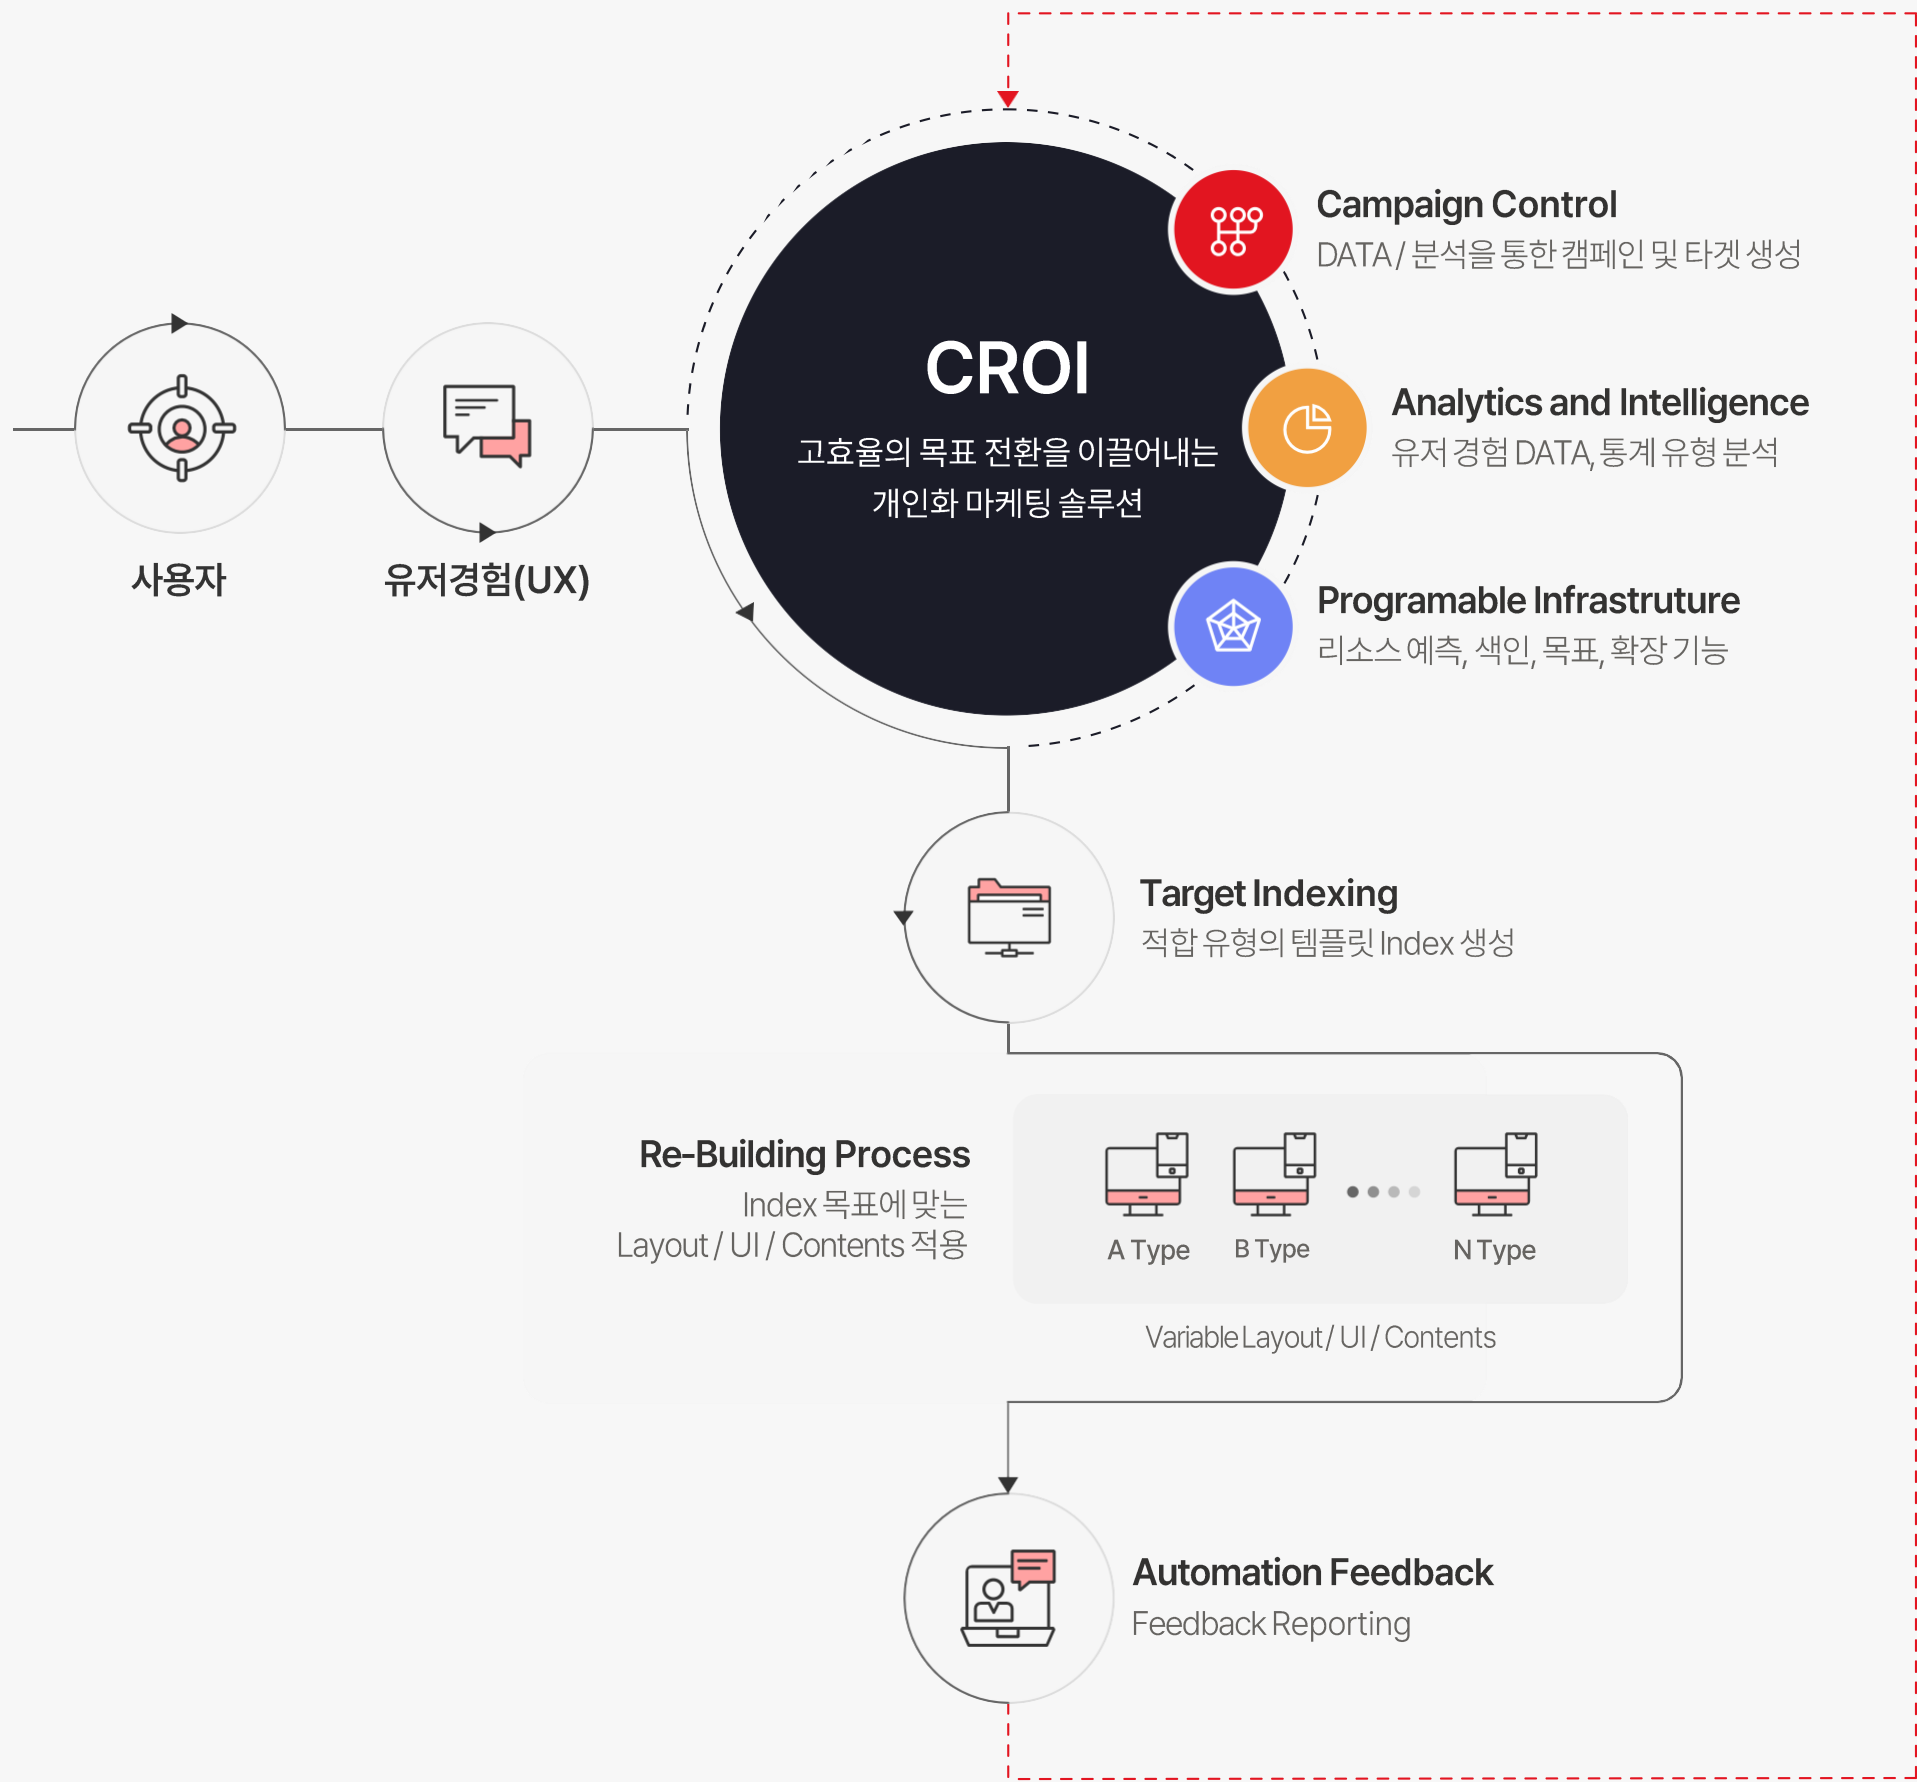 사용자
유저경험(UX)
CROI
고효율의 목표 전환을 이끌어내는
개인화 마케팅 솔루션
Campaign Control
DATA / 분석을 통한 캠페인 및 타겟 생성
Analytics and Intelligence
유저 경험 DATA, 통계 유형 분석
Programable Infrastruture
리소스 예측, 색인, 목표, 확장 기능
Target Indexing
적합 유형의 템플릿 Index 생성
Re-Building Process
Index 목표에 맞는
Layout / UI / Contents 적용
A Type
B Type
N Type
Variable Layout / UI / Contents
Automation Feedback
Feedback Reporting